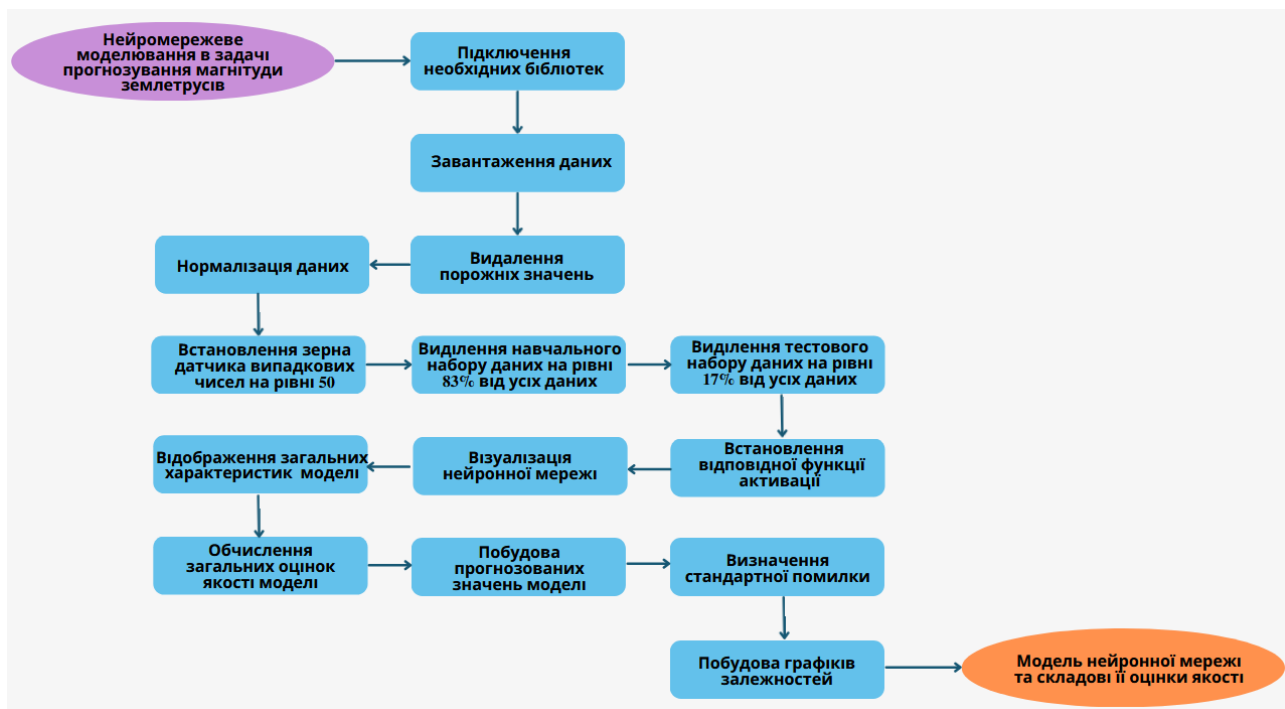 Нейромережеве
моделювання в задачі
прогнозування магнітуди
землетрусів
Підключення
необхідних бібліотек
Завантаження даних
Видалення
порожніх значень
Нормалізація даних
Встановлення зерна
датчика випадкових
чисел на рівні 50
Виділення навчального
набору даних на рівні
83% від усіх даних
Виділення тестового
набору даних на рівні
17% від усіх даних
Встановлення
відповідної функції
активації
Візуалізація
нейронної мережі
Відображення загальних
характеристик моделі
Обчислення
загальних оцінок
якості моделі
Побудова
прогнозованих
значень моделі
Визначення
стандартної помилки
Побудова графіків
залежностей
Модель нейронної мережі
та складові її оцінки якості